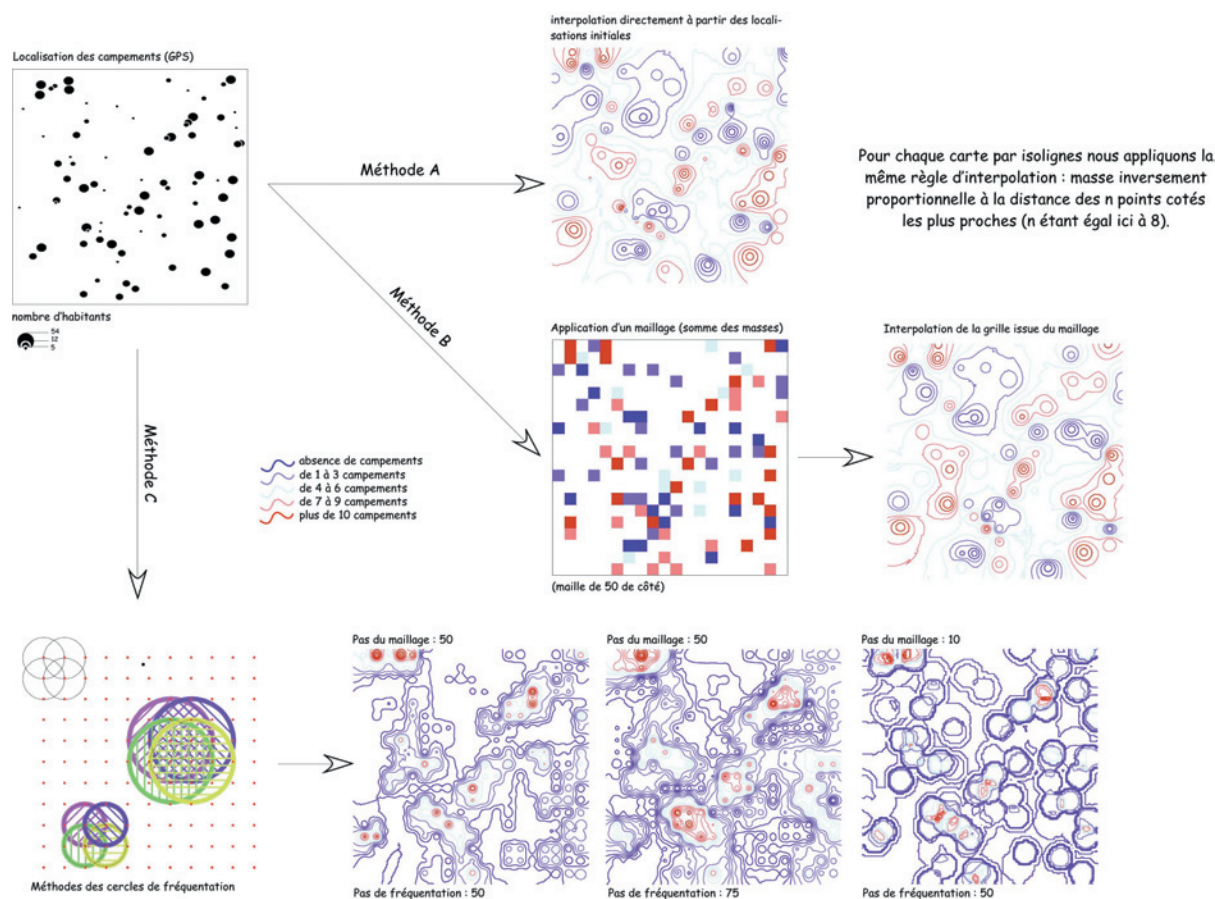 interpolation directement à partir des locali-
sations initiales
Localisation des campements (GPS)
Méthode A
Pour chaque carte par isolignes nous appliquons la
même règle d'interpolation : masse inversement
proportionnelle à la distance des n points cotés
les plus proches (n étant égal ici à 8).
nombre d'habitants
54
12
5
Méthode B
Application d'un maillage (somme des masses)
Interpolation de la grille issue du maillage
Méthode C
absence de campements
de 1 à 3 campements
de 4 à 6 campements
de 7 à 9 campements
plus de 10 campements
(maille de 50 de côté)
Pas du maillage : 50
Pas du maillage : 50
Pas du maillage : 10
Méthodes des cercles de fréquentation
Pas de fréquentation : 50
Pas de fréquentation : 75
Pas de fréquentation : 50